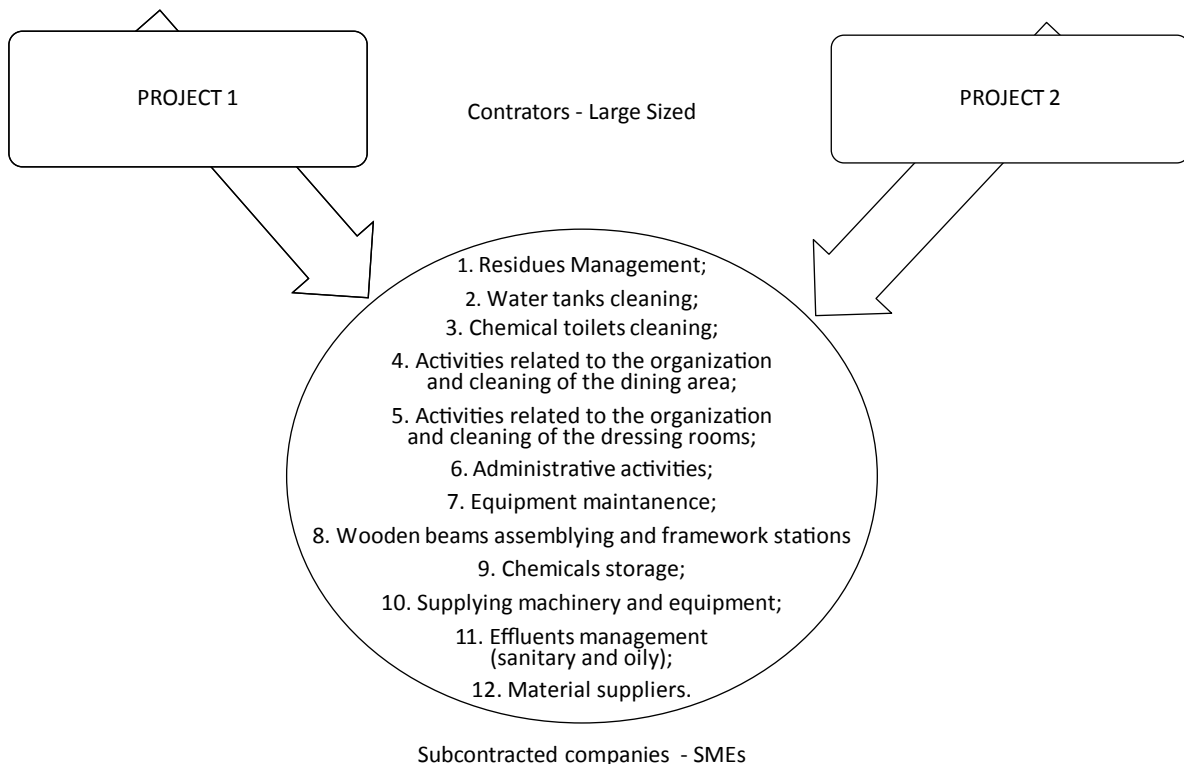 PROJECT 1
Contrators - Large Sized
PROJECT 2
1. Residues Management;
2. Water tanks cleaning;
3. Chemical toilets cleaning;
4. Activities related to the organization
and cleaning of the dining area;
5. Activities related to the organization
and cleaning of the dressing rooms;
6. Administrative activities;
7. Equipment maintanence;
8. Wooden beams assemblying and framework stations
9. Chemicals storage;
10. Supplying machinery and equipment;
11. Effluents management
(sanitary and oily);
12. Material suppliers.
Subcontracted companies - SMEs